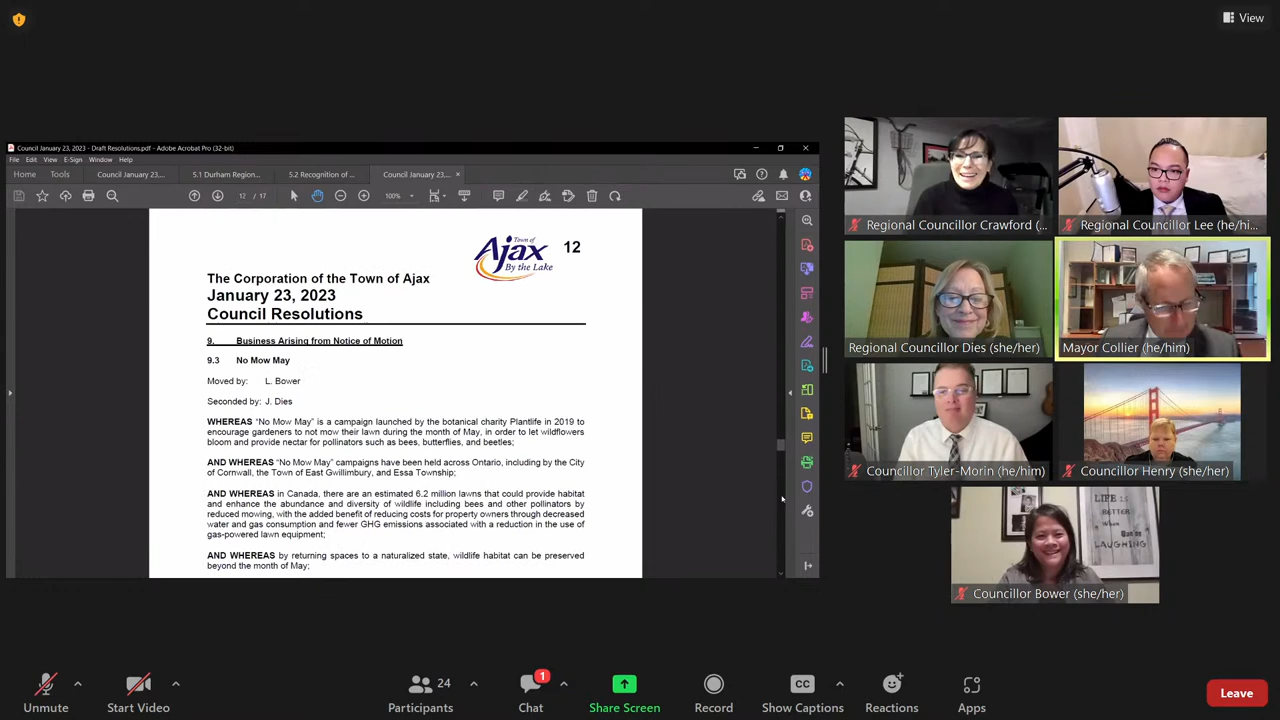 View
Council January 23, 2023 - Draft Resolutions.pdf - Adobe Acrobat Pro (32-bit)
File Edit View E-Sign Window Help
Home Tools Council January 23,... 5.1 Durham Region... 5.2 Recognition of ... Council January 23,... ×
12 / 17 100%
Town of
Ajax
By the Lake
12
The Corporation of the Town of Ajax
January 23, 2023
Council Resolutions
9. Business Arising from Notice of Motion
9.3 No Mow May
Moved by: L. Bower
Seconded by: J. Dies
WHEREAS “No Mow May” is a campaign launched by the botanical charity Plantlife in 2019 to
encourage gardeners to not mow their lawn during the month of May, in order to let wildflowers
bloom and provide nectar for pollinators such as bees, butterflies, and beetles;
AND WHEREAS “No Mow May” campaigns have been held across Ontario, including by the City
of Cornwall, the Town of East Gwillimbury, and Essa Township;
AND WHEREAS in Canada, there are an estimated 6.2 million lawns that could provide habitat
and enhance the abundance and diversity of wildlife including bees and other pollinators by
reduced mowing, with the added benefit of reducing costs for property owners through decreased
water and gas consumption and fewer GHG emissions associated with a reduction in the use of
gas-powered lawn equipment;
AND WHEREAS by returning spaces to a naturalized state, wildlife habitat can be preserved
beyond the month of May;
Regional Councillor Crawford (...
Regional Councillor Lee (he/hi...
Regional Councillor Dies (she/her)
Mayor Collier (he/him)
Councillor Tyler-Morin (he/him)
Councillor Henry (she/her)
LIFE IS
BETTER
When
You are
LAUGHING
Councillor Bower (she/her)
Unmute
Start Video
24
Participants
1
Chat
Share Screen
Record
CC
Show Captions
Reactions
Apps
Leave